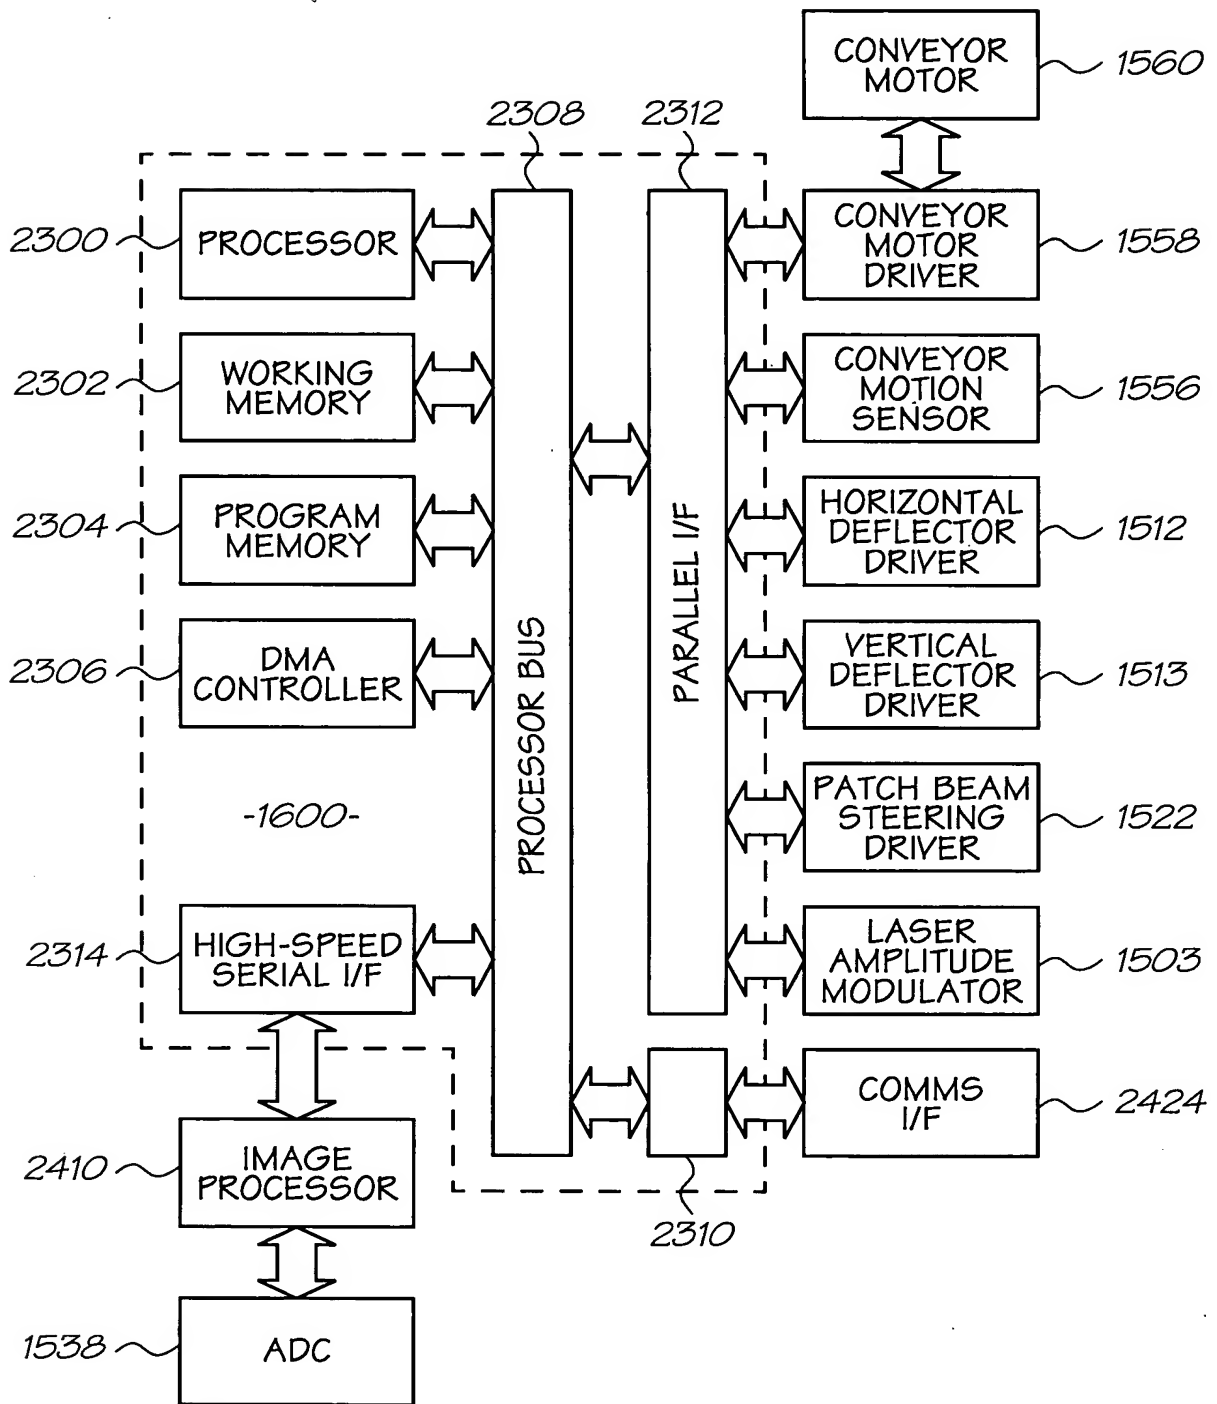 CONVEYOR
MOTOR
1560
2308
2312
2300
PROCESSOR
CONVEYOR
MOTOR
DRIVER
1558
2302
WORKING
MEMORY
CONVEYOR
MOTION
SENSOR
1556
2304
PROGRAM
MEMORY
HORIZONTAL
DEFLECTOR
DRIVER
1512
2306
DMA
CONTROLLER
PROCESSOR BUS
PARALLEL I/F
VERTICAL
DEFLECTOR
DRIVER
1513
-1600-
PATCH BEAM
STEERING
DRIVER
1522
2314
HIGH-SPEED
SERIAL I/F
LASER
AMPLITUDE
MODULATOR
1503
COMMS
I/F
2424
2410
IMAGE
PROCESSOR
2310
1538
ADC